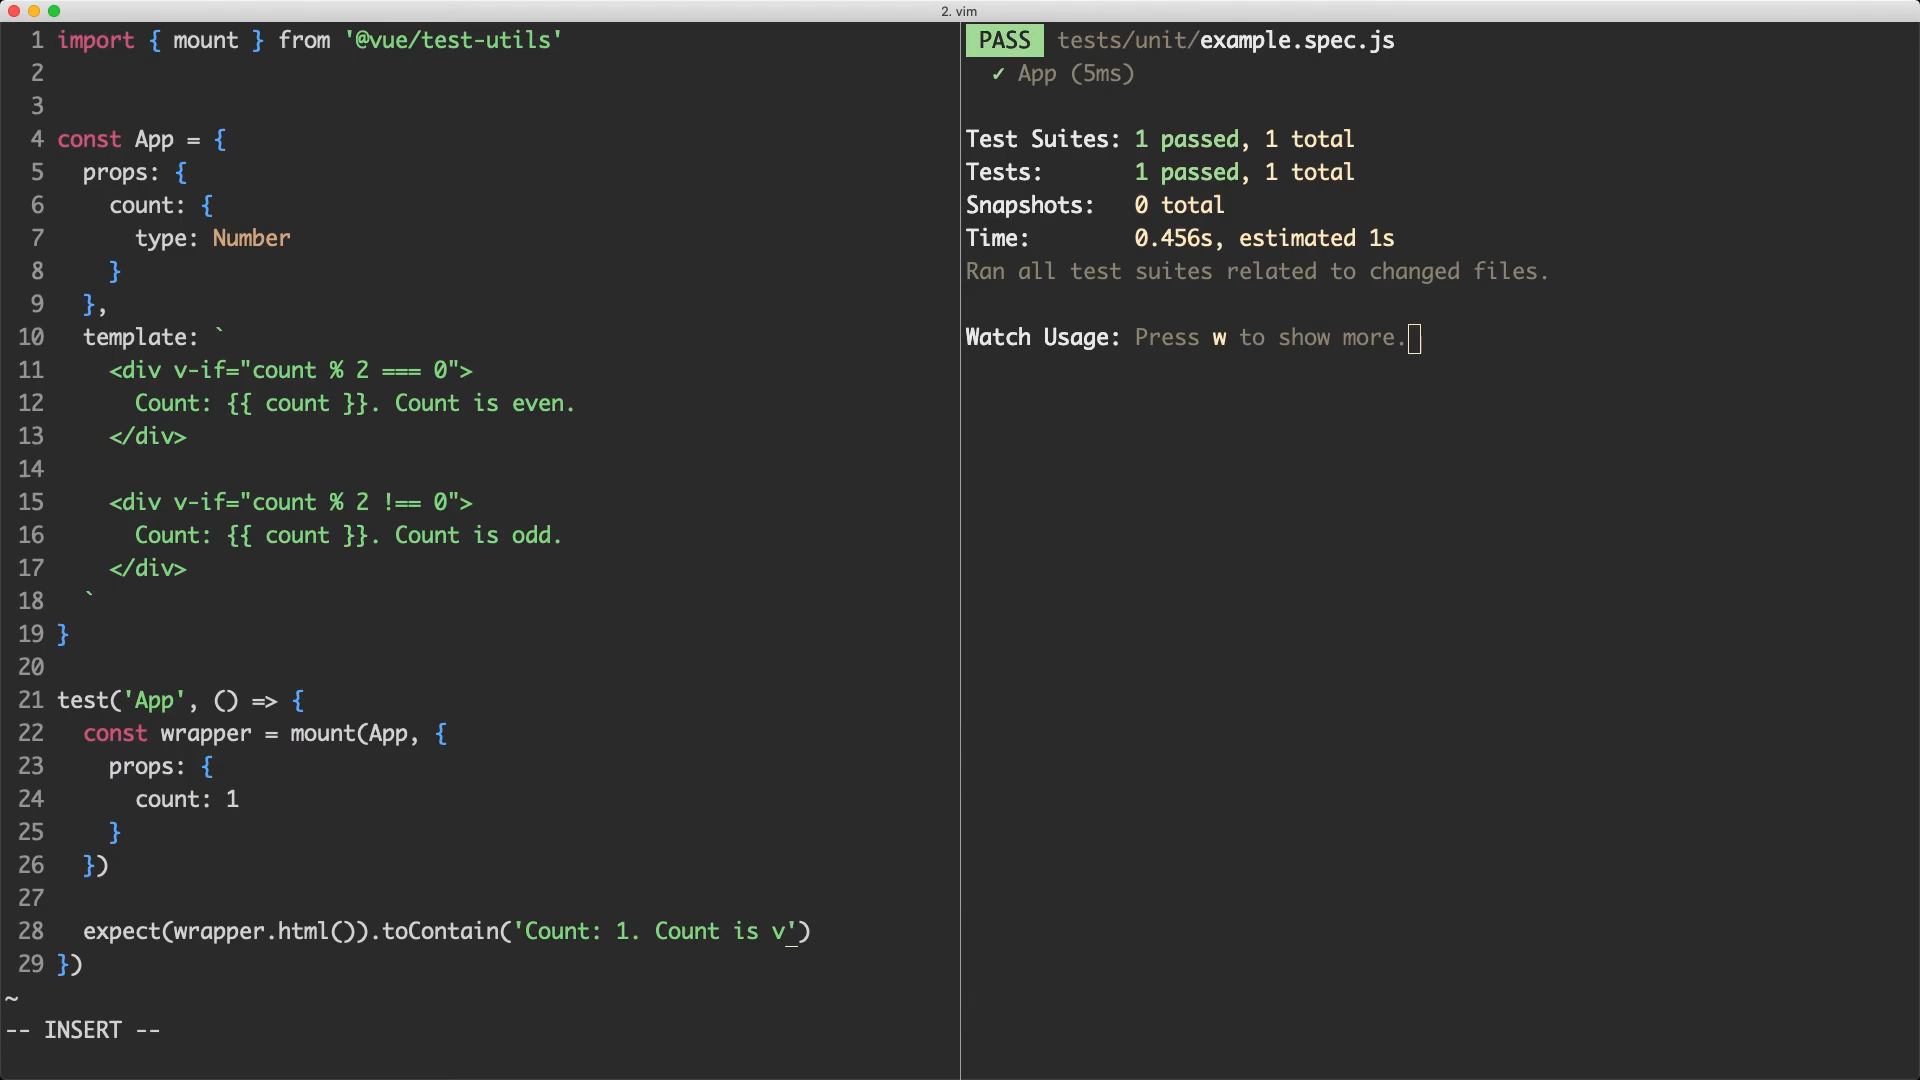 2. vim
1 import { mount } from '@vue/test-utils'
2
3
4 const App = {
5   props: {
6     count: {
7       type: Number
8     }
9   },
10   template: `
11     <div v-if="count % 2 === 0">
12       Count: {{ count }}. Count is even.
13     </div>
14
15     <div v-if="count % 2 !== 0">
16       Count: {{ count }}. Count is odd.
17     </div>
18   `
19 }
20
21 test('App', () => {
22   const wrapper = mount(App, {
23     props: {
24       count: 1
25     }
26   })
27
28   expect(wrapper.html()).toContain('Count: 1. Count is v')
29 })
~
-- INSERT --
PASS tests/unit/example.spec.js
✓ App (5ms)
Test Suites: 1 passed, 1 total
Tests:       1 passed, 1 total
Snapshots:   0 total
Time:        0.456s, estimated 1s
Ran all test suites related to changed files.
Watch Usage: Press w to show more.